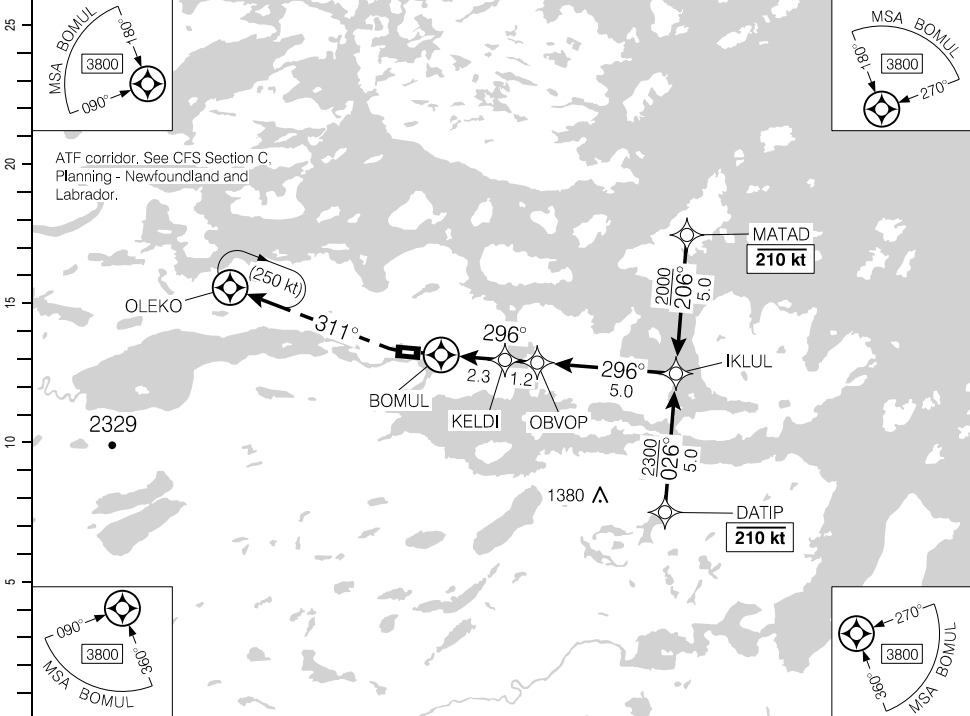 25
20
15
10
5
MSA BOMUL
180°
3800
090°
MSA BOMUL
180°
3800
270°
ATF corridor. See CFS Section C,
Planning - Newfoundland and
Labrador.
MATAD
210 kt
2000
206°
5.0
(250 kt)
OLEKO
311°
296°
BOMUL
2.3
1.2
KELDI
OBVOP
296°
5.0
IKLUL
2329
2300
026°
5.0
1380
DATIP
210 kt
090°
3800
360°
MSA BOMUL
270°
3800
360°
MSA BOMUL